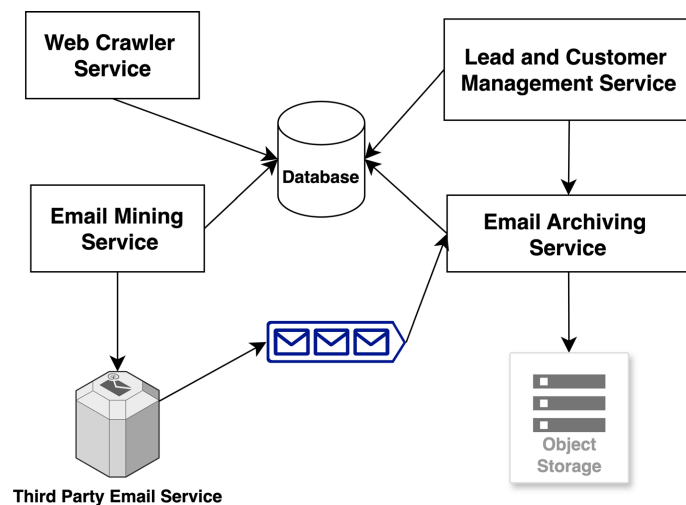 Web Crawler
Service
Lead and Customer
Management Service
Database
Email Mining
Service
Email Archiving
Service
Object
Storage
Third Party Email Service